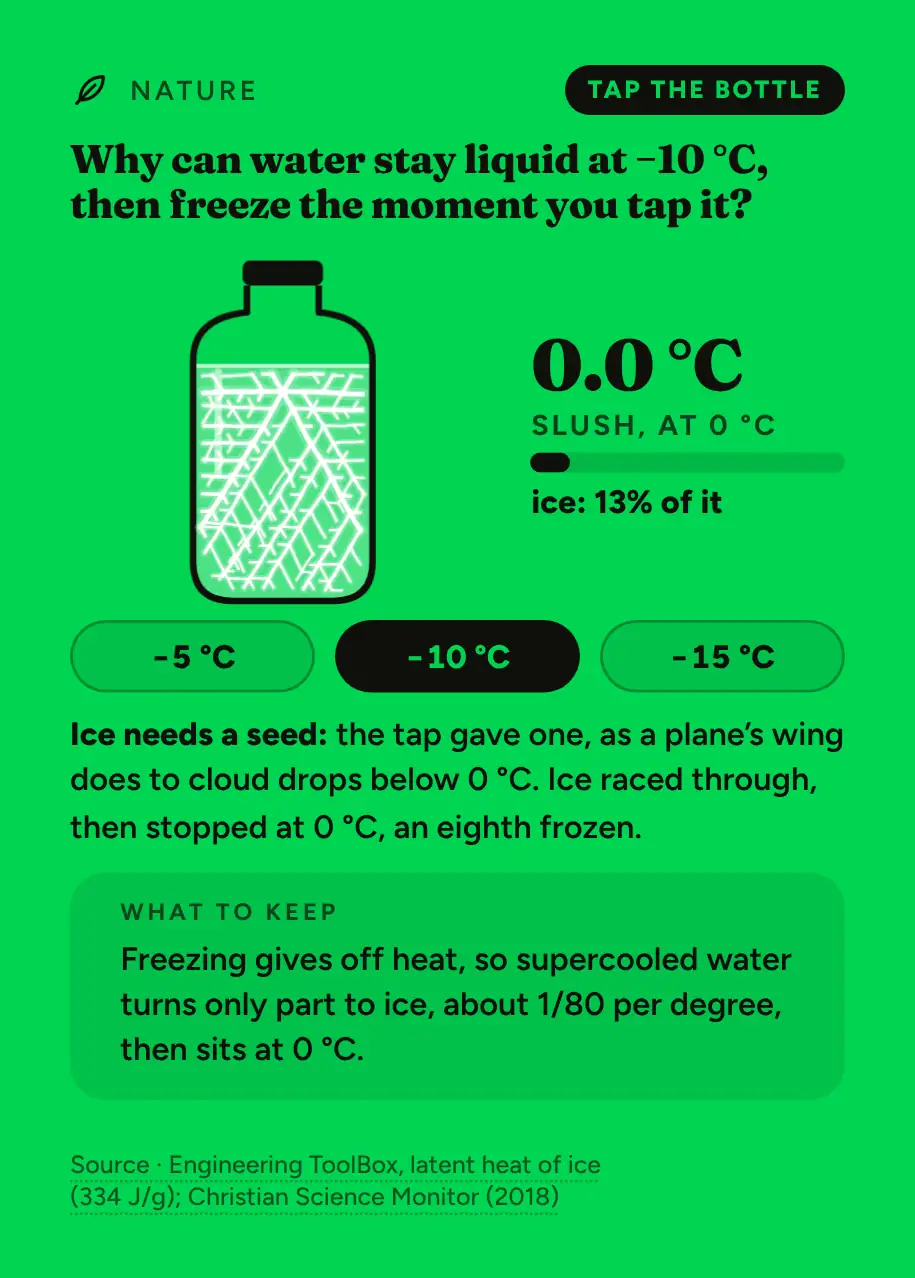 NATURE
TAP THE BOTTLE
Why can water stay liquid at −10 °C,
then freeze the moment you tap it?
0.0 °C
SLUSH, AT 0 °C
ice: 13% of it
−5 °C
−10 °C
−15 °C
Ice needs a seed: the tap gave one, as a plane’s wing
does to cloud drops below 0 °C. Ice raced through,
then stopped at 0 °C, an eighth frozen.
WHAT TO KEEP
Freezing gives off heat, so supercooled water
turns only part to ice, about 1/80 per degree,
then sits at 0 °C.
Source · Engineering ToolBox, latent heat of ice
(334 J/g); Christian Science Monitor (2018)